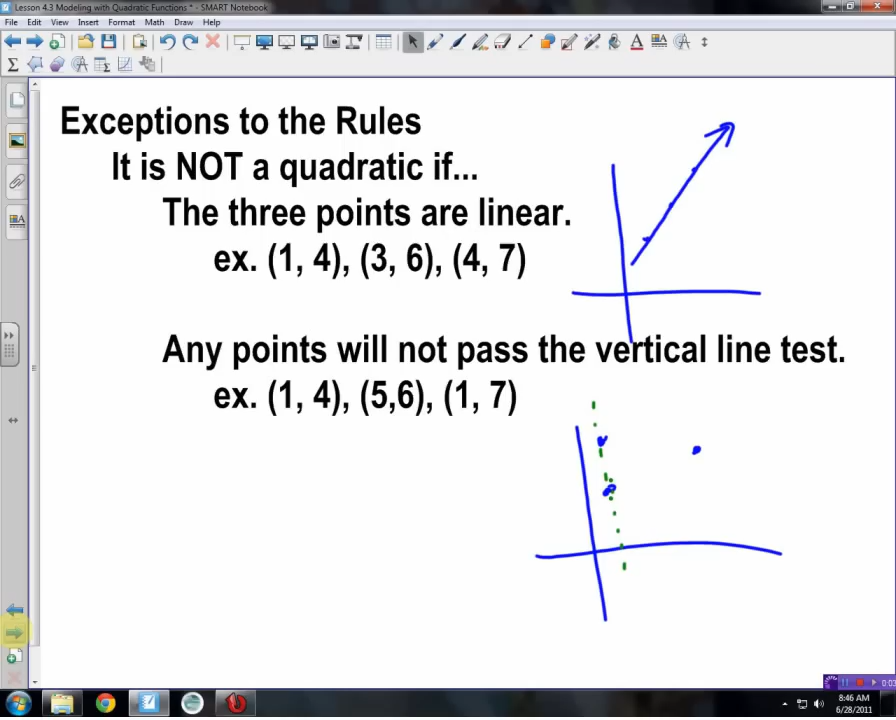 Lesson 4.3 Modeling with Quadratic Functions * - SMART Notebook
File Edit View Insert Format Math Draw Help
Exceptions to the Rules
It is NOT a quadratic if...
The three points are linear.
ex. (1, 4), (3, 6), (4, 7)
Any points will not pass the vertical line test.
ex. (1, 4), (5,6), (1, 7)
8:46 AM
6/28/2011